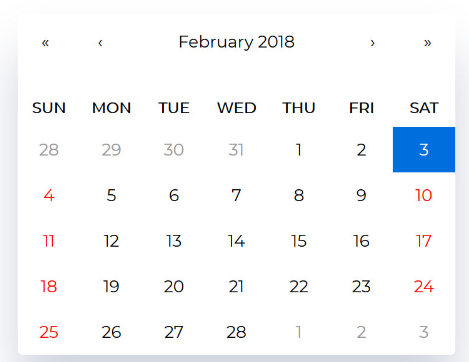 « ‹ February 2018 › »
SUN MON TUE WED THU FRI SAT
28 29 30 31 1 2 3
4 5 6 7 8 9 10
11 12 13 14 15 16 17
18 19 20 21 22 23 24
25 26 27 28 1 2 3